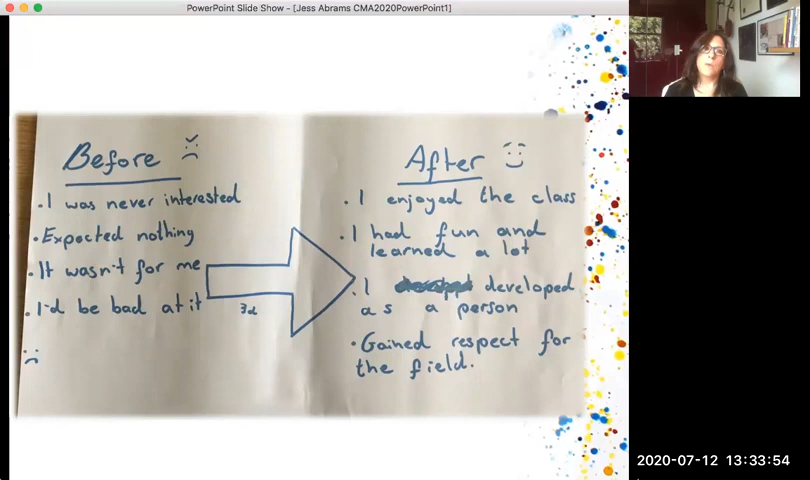 PowerPoint Slide Show - [Jess Abrams CMA2020PowerPoint1]
Before
. I was never interested
. Expected nothing
. It wasn't for me
. I'd be bad at it
3d
After
. I enjoyed the class
. I had fun and
learned a lot
. I developed
as a person
. Gained respect for
the field.
2020-07-12 13:33:54